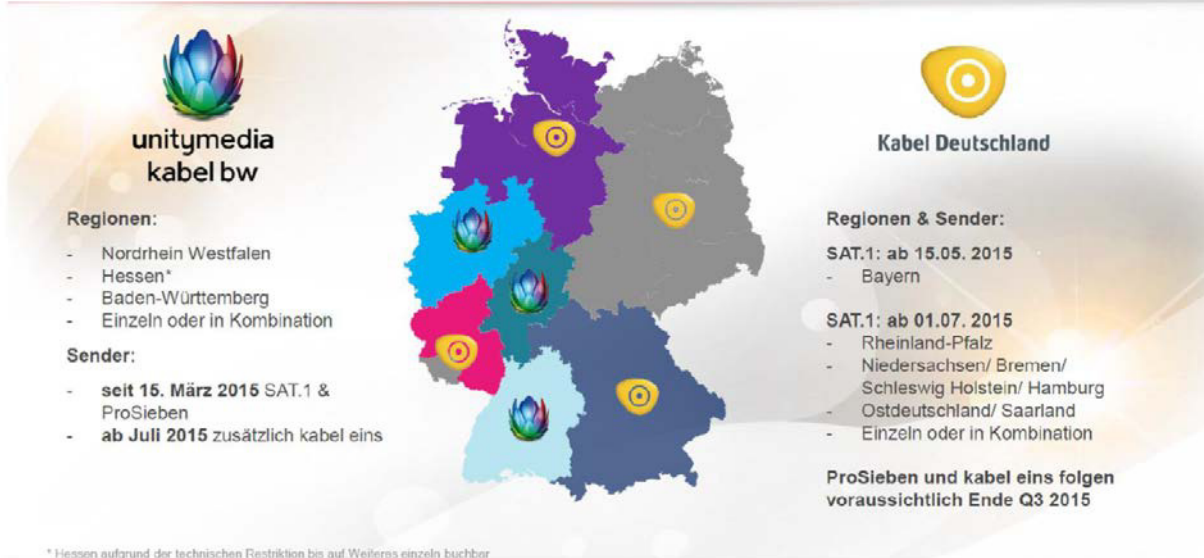 unitymedia
kabel bw
Regionen:
- Nordrhein Westfalen
- Hessen*
- Baden-Württemberg
- Einzeln oder in Kombination
Sender:
- seit 15. März 2015 SAT.1 &
ProSieben
- ab Juli 2015 zusätzlich kabel eins
Kabel Deutschland
Regionen & Sender:
SAT.1: ab 15.05. 2015
- Bayern
SAT.1: ab 01.07. 2015
- Rheinland-Pfalz
- Niedersachsen/ Bremen/
Schleswig Holstein/ Hamburg
- Ostdeutschland/ Saarland
- Einzeln oder in Kombination
ProSieben und kabel eins folgen
voraussichtlich Ende Q3 2015
* Hessen aufgrund der technischen Restriktion bis auf Weiteres einzeln buchbar